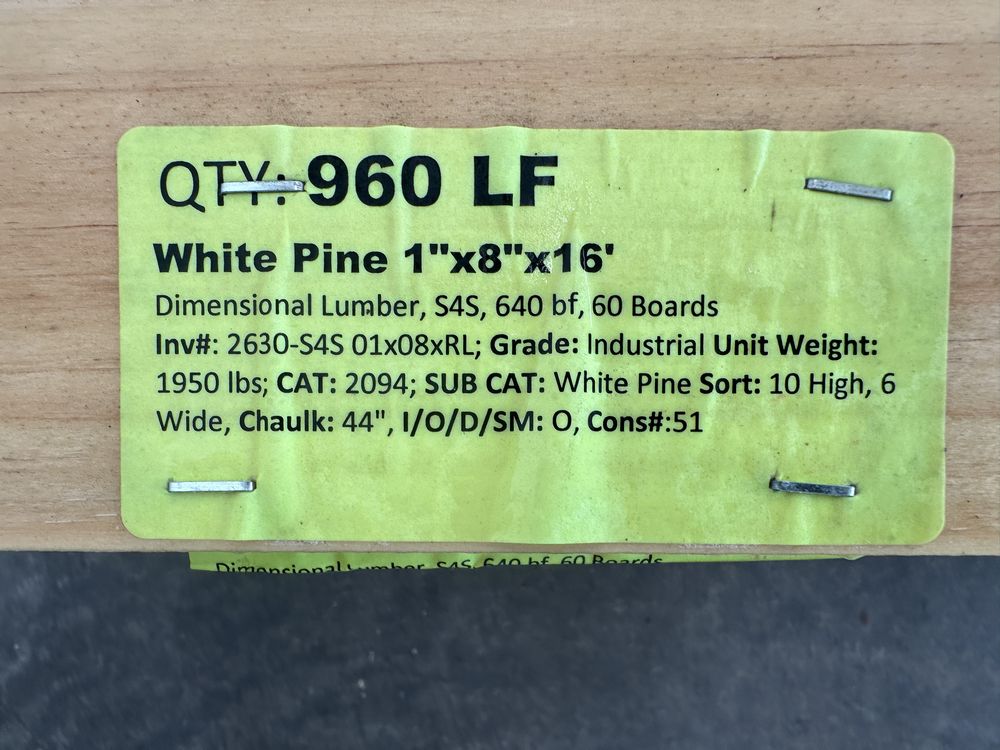 QTY: 960 LF
White Pine 1"x8"x16'
Dimensional Lumber, S4S, 640 bf, 60 Boards
Inv#: 2630-S4S 01x08xRL; Grade: Industrial Unit Weight:
1950 lbs; CAT: 2094; SUB CAT: White Pine Sort: 10 High, 6
Wide, Chaulk: 44", I/O/D/SM: O, Cons#:51
Dimensional Lumber, S4S, 640 bf, 60 Boards